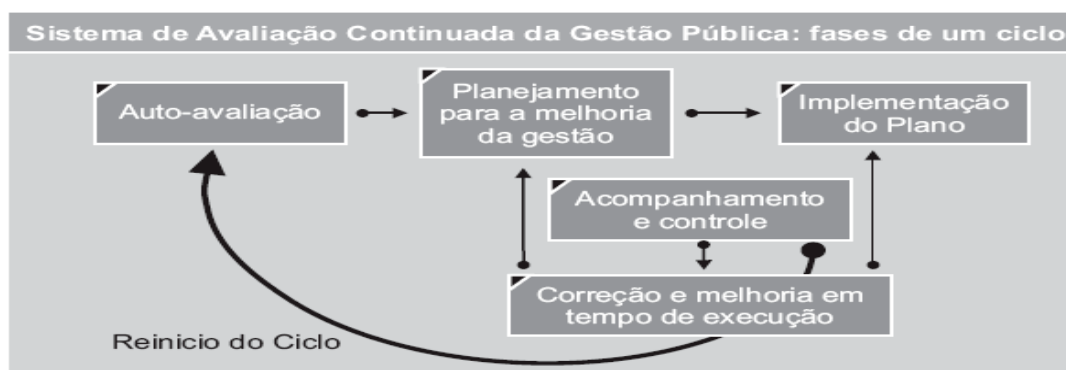 Sistema de Avaliação Continuada da Gestão Pública: fases de um ciclo
Auto-avaliação
Planejamento
para a melhoria
da gestão
Implementação
do Plano
Acompanhamento
e controle
Correção e melhoria em
tempo de execução
Reinicio do Ciclo